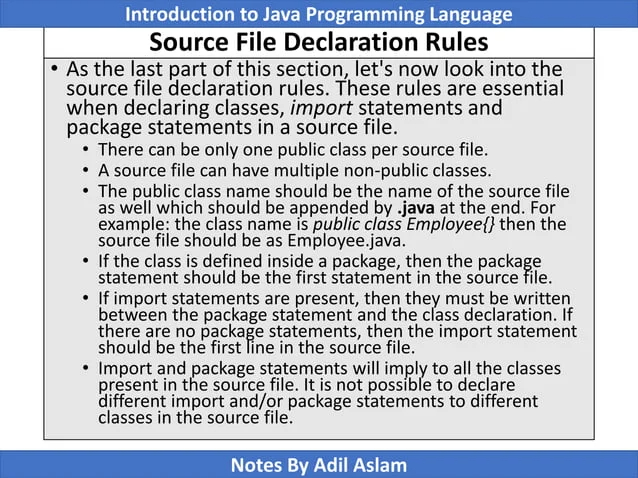 Introduction to Java Programming Language
Source File Declaration Rules
• As the last part of this section, let's now look into the
source file declaration rules. These rules are essential
when declaring classes, import statements and
package statements in a source file.
• There can be only one public class per source file.
• A source file can have multiple non-public classes.
• The public class name should be the name of the source file
as well which should be appended by .java at the end. For
example: the class name is public class Employee{} then the
source file should be as Employee.java.
• If the class is defined inside a package, then the package
statement should be the first statement in the source file.
• If import statements are present, then they must be written
between the package statement and the class declaration. If
there are no package statements, then the import statement
should be the first line in the source file.
• Import and package statements will imply to all the classes
present in the source file. It is not possible to declare
different import and/or package statements to different
classes in the source file.
Notes By Adil Aslam